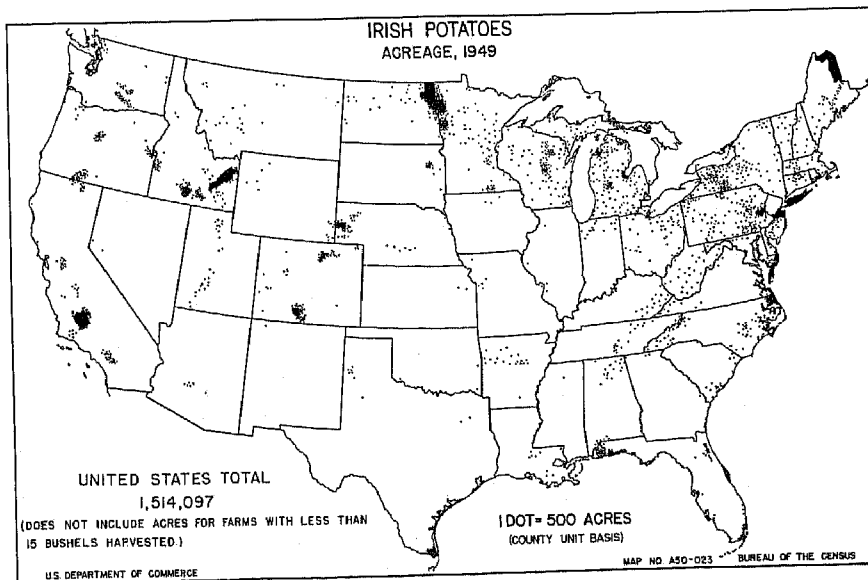 IRISH POTATOES
ACREAGE, 1949
UNITED STATES TOTAL
1,514,097
(DOES NOT INCLUDE ACRES FOR FARMS WITH LESS THAN
15 BUSHELS HARVESTED.)
1 DOT= 500 ACRES
(COUNTY UNIT BASIS)
MAP NO. A50-023
BUREAU OF THE CENSUS
U.S. DEPARTMENT OF COMMERCE